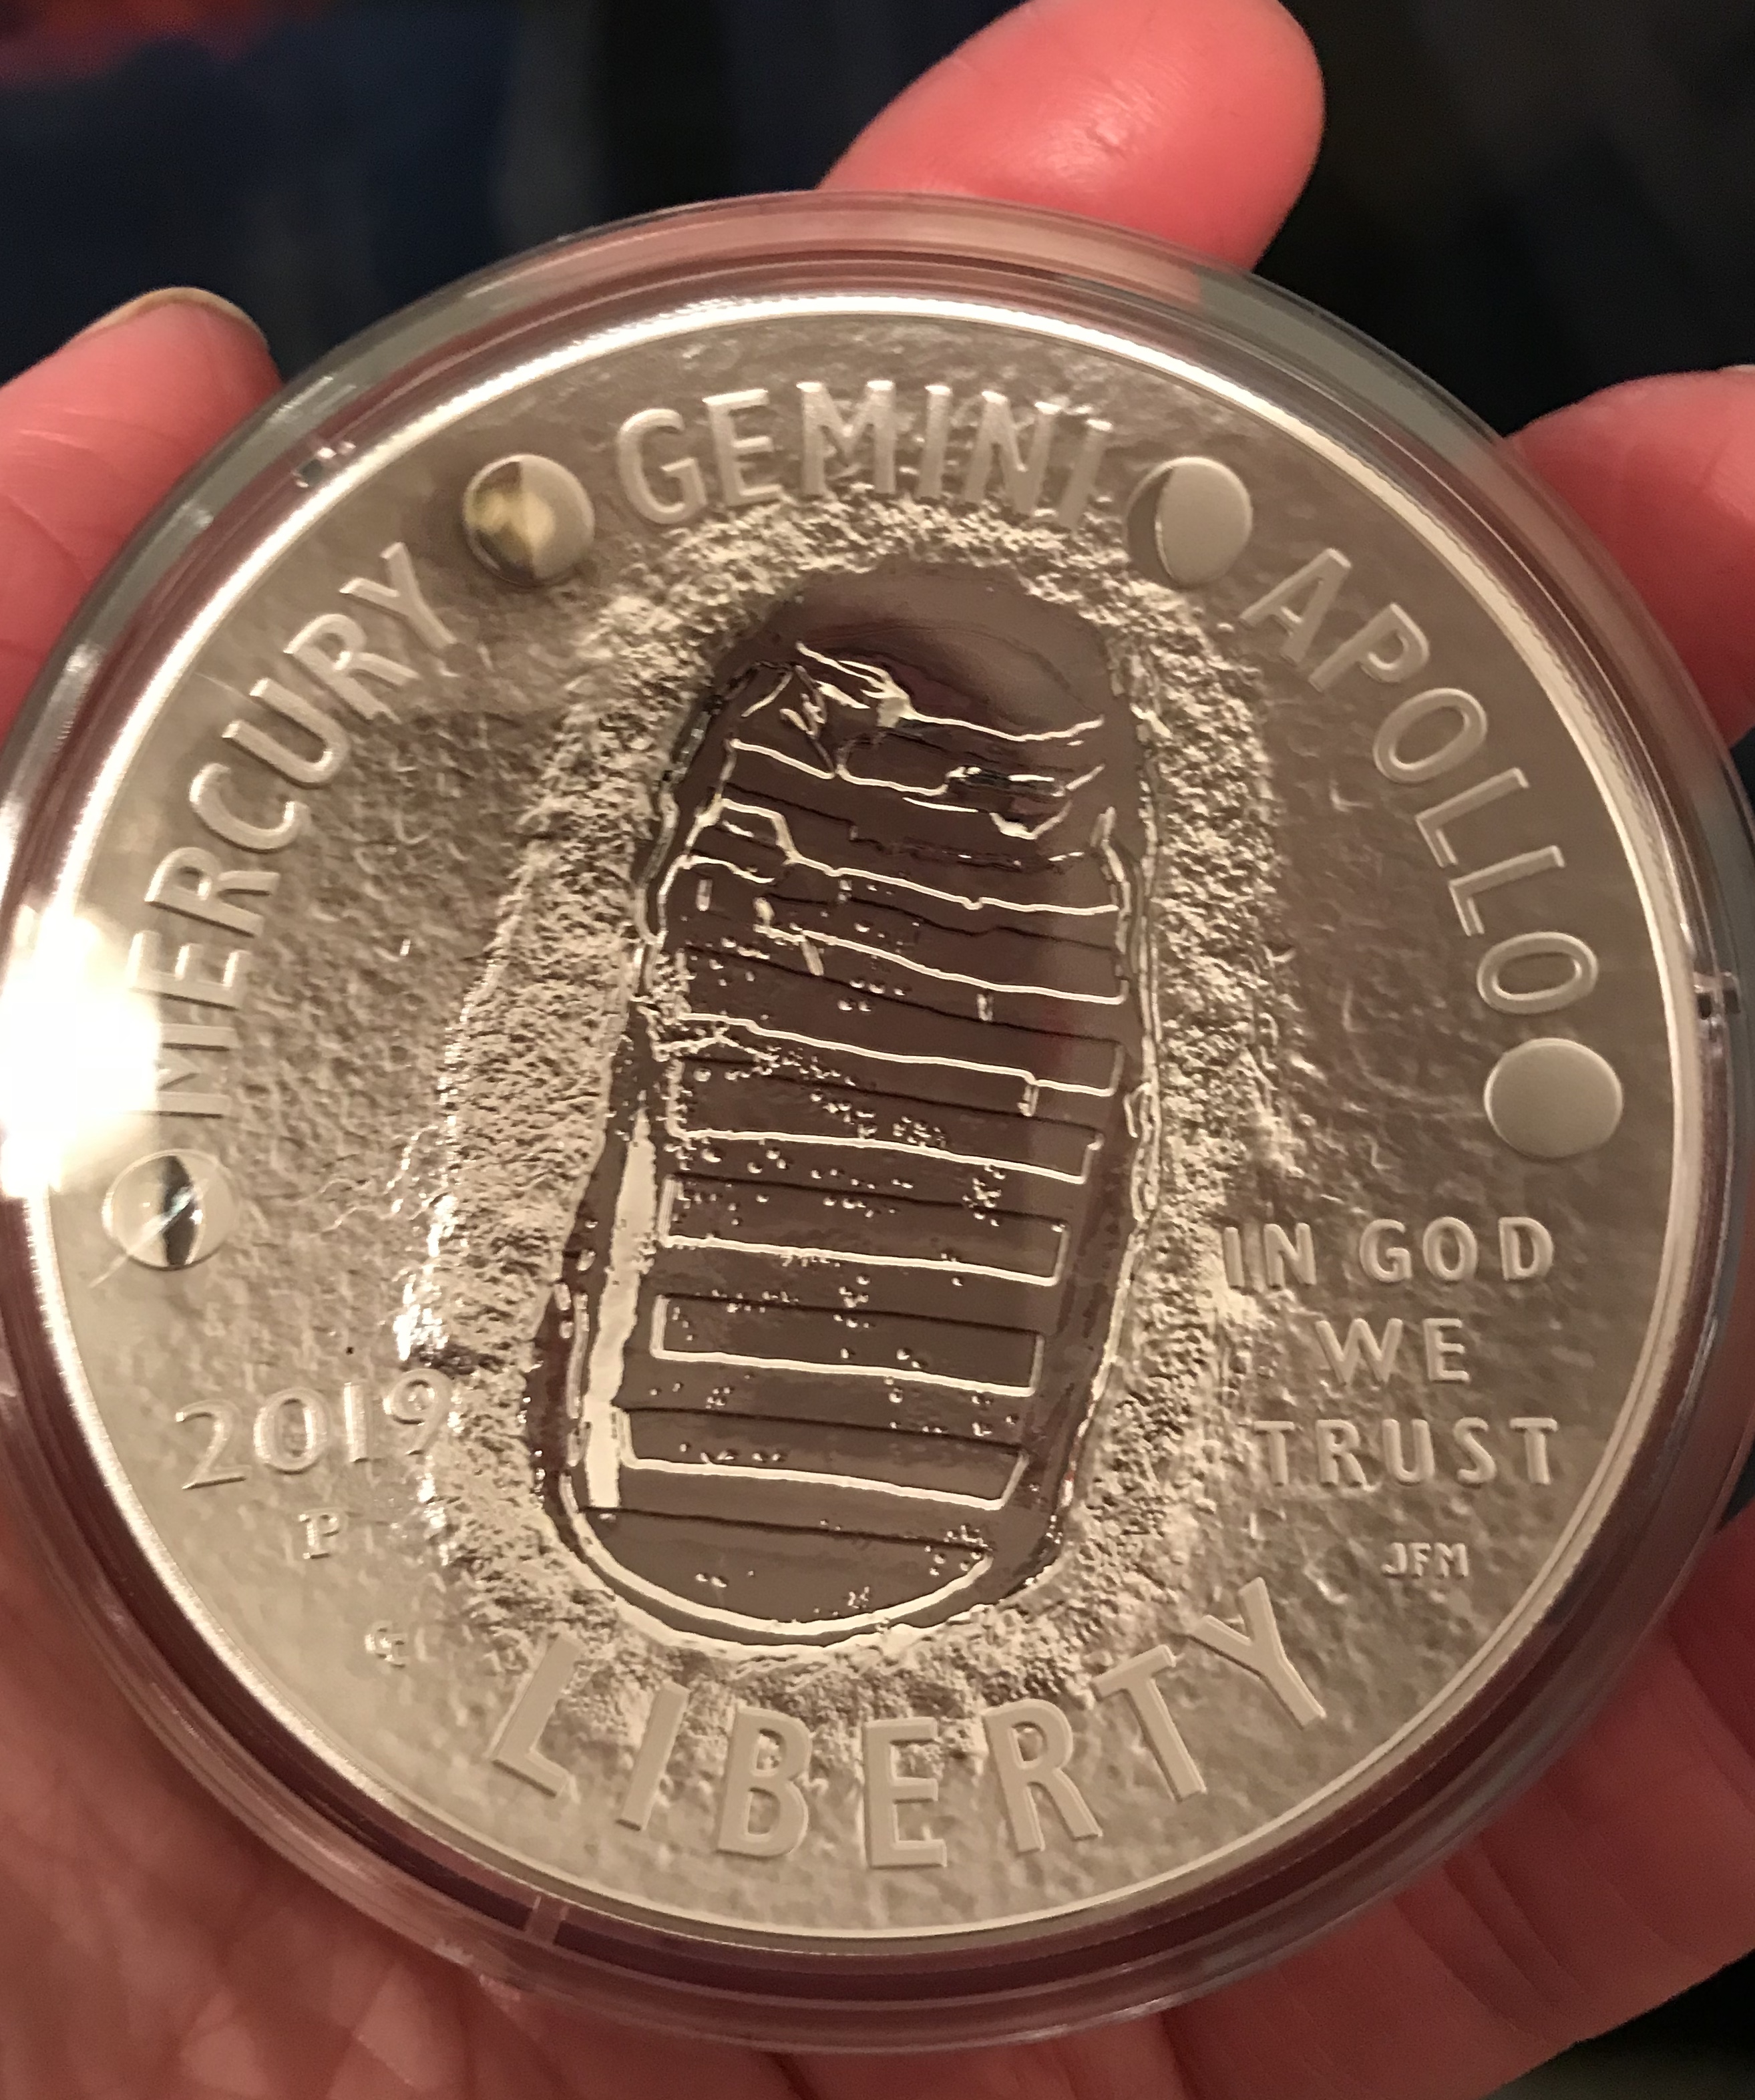 MERCURY
GEMINI
APOLLO
IN GOD
WE
TRUST
JFM
2019
P
G
LIBERTY